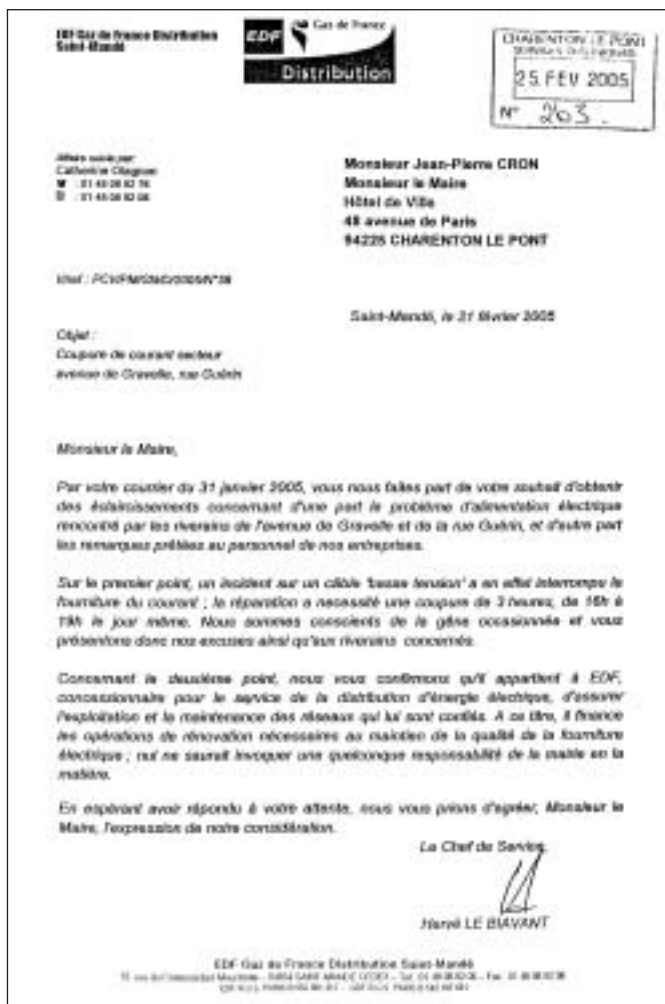 EDF Gaz de France Distribution
Saint-Mandé
EDF Gaz de France
Distribution
CHARENTON LE PONT
25 FEV 2005
N° 203.
Affaire suivie par:
Catherine
Monsieur Jean-Pierre CRON
Monsieur le Maire
Hôtel de Ville
48 avenue de Paris
94225 CHARENTON LE PONT
Saint-Mandé, le 21 février 2005
Objet :
Coupure de courant secteur
avenue de Gravelle, rue Guérin
Monsieur le Maire,
Par votre courrier du 31 janvier 2005, vous nous faites part de votre souhait d'obtenir
des éclaircissements concernant d'une part le problème d'alimentation électrique
rencontré par les riverains de l'avenue de Gravelle et de la rue Guérin, et d'autre part
les remarques prêtées au personnel de nos entreprises.
Sur le premier point, un incident sur un câble 'basse tension' a en effet interrompu la
fourniture du courant ; la réparation a nécessité une coupure de 3 heures, de 16h à
19h le jour même. Nous sommes conscients de la gêne occasionnée et vous
présentons donc nos excuses ainsi qu'aux riverains concernés.
Concernant le deuxième point, nous vous confirmons qu'il appartient à EDF,
concessionnaire pour le service de la distribution d'énergie électrique, d'assurer
l'exploitation et la maintenance des réseaux qui lui sont confiés. A ce titre, il finance
les opérations de rénovation nécessaires au maintien de la qualité de la fourniture
électrique ; nul ne saurait invoquer une quelconque responsabilité de la mairie en la
matière.
En espérant avoir répondu à votre attente, nous vous prions d'agréer, Monsieur le
Maire, l'expression de notre considération.
Le Chef de Service,
Hervé LE BIAVANT
EDF Gaz de France Distribution Saint-Mandé